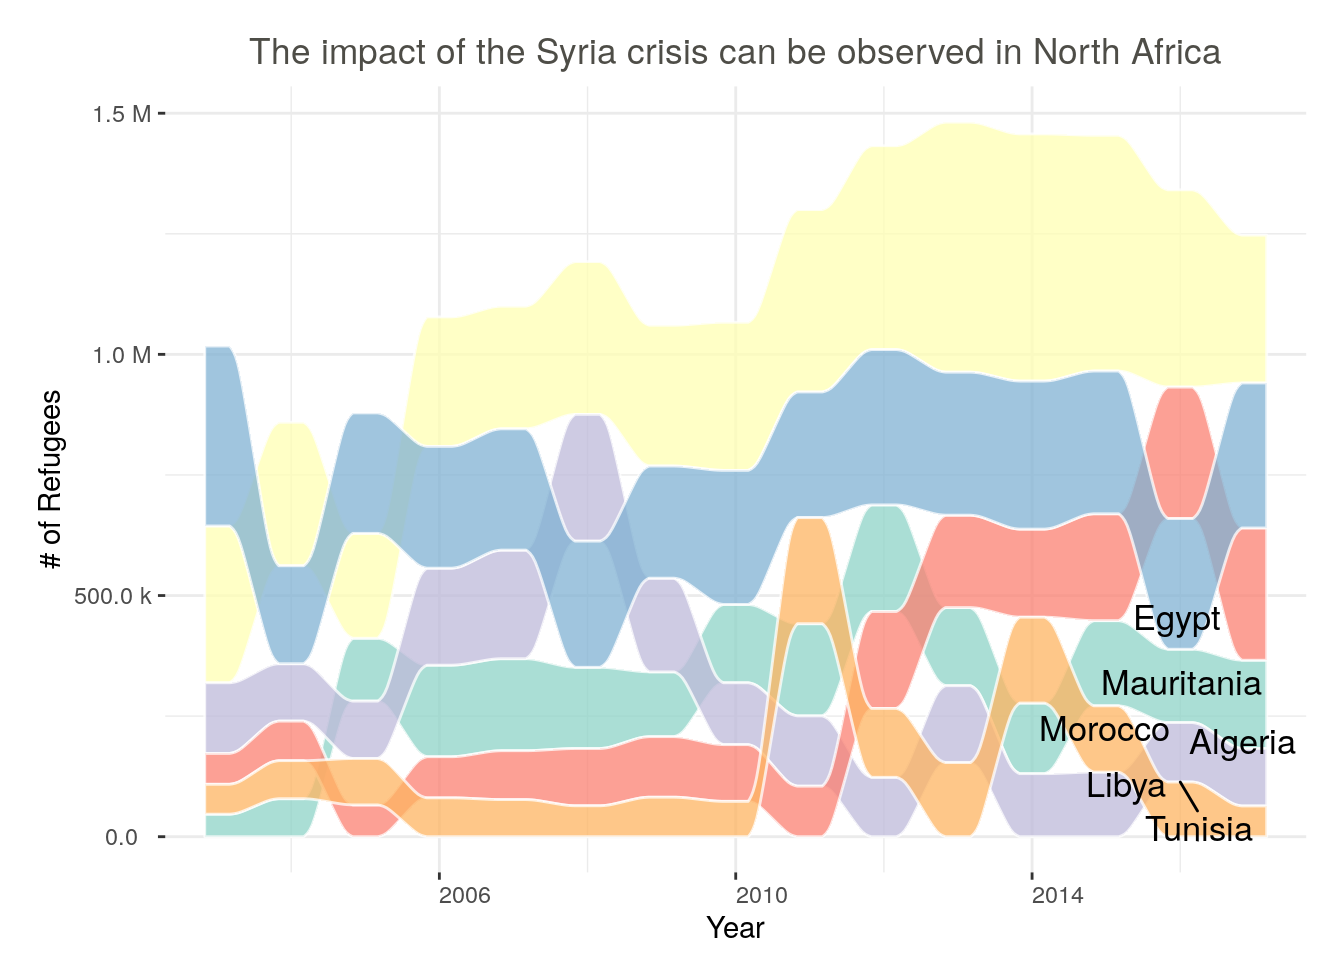 The impact of the Syria crisis can be observed in North Africa
# of Refugees
1.5 M
1.0 M
500.0 k
0.0
Egypt
Mauritania
Morocco
Algeria
Libya
Tunisia
2006
2010
2014
Year